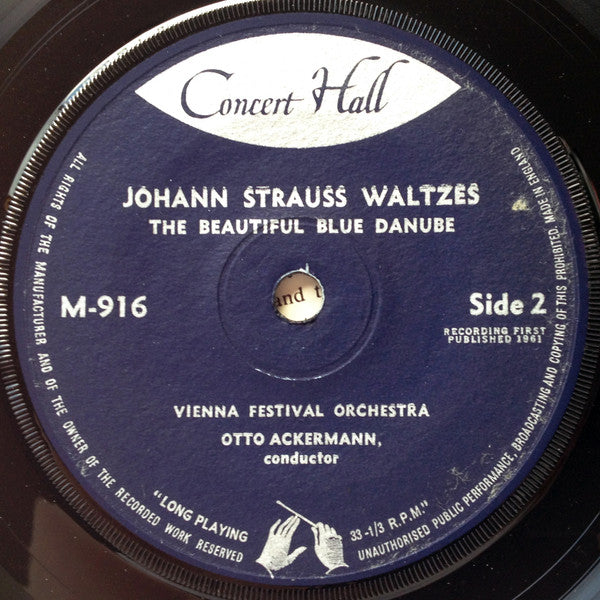 Concert Hall
JOHANN STRAUSS WALTZES
THE BEAUTIFUL BLUE DANUBE
M-916
and t
Side 2
RECORDING FIRST
PUBLISHED 1961
VIENNA FESTIVAL ORCHESTRA
OTTO ACKERMANN,
conductor
"LONG PLAYING
33-1/3 R.P.M."
ALL RIGHTS OF THE MANUFACTURER AND OF THE OWNER OF THE RECORDED WORK RESERVED
UNAUTHORISED PUBLIC PERFORMANCE, BROADCASTING AND COPYING OF THIS PROHIBITED. MADE IN ENGLAND